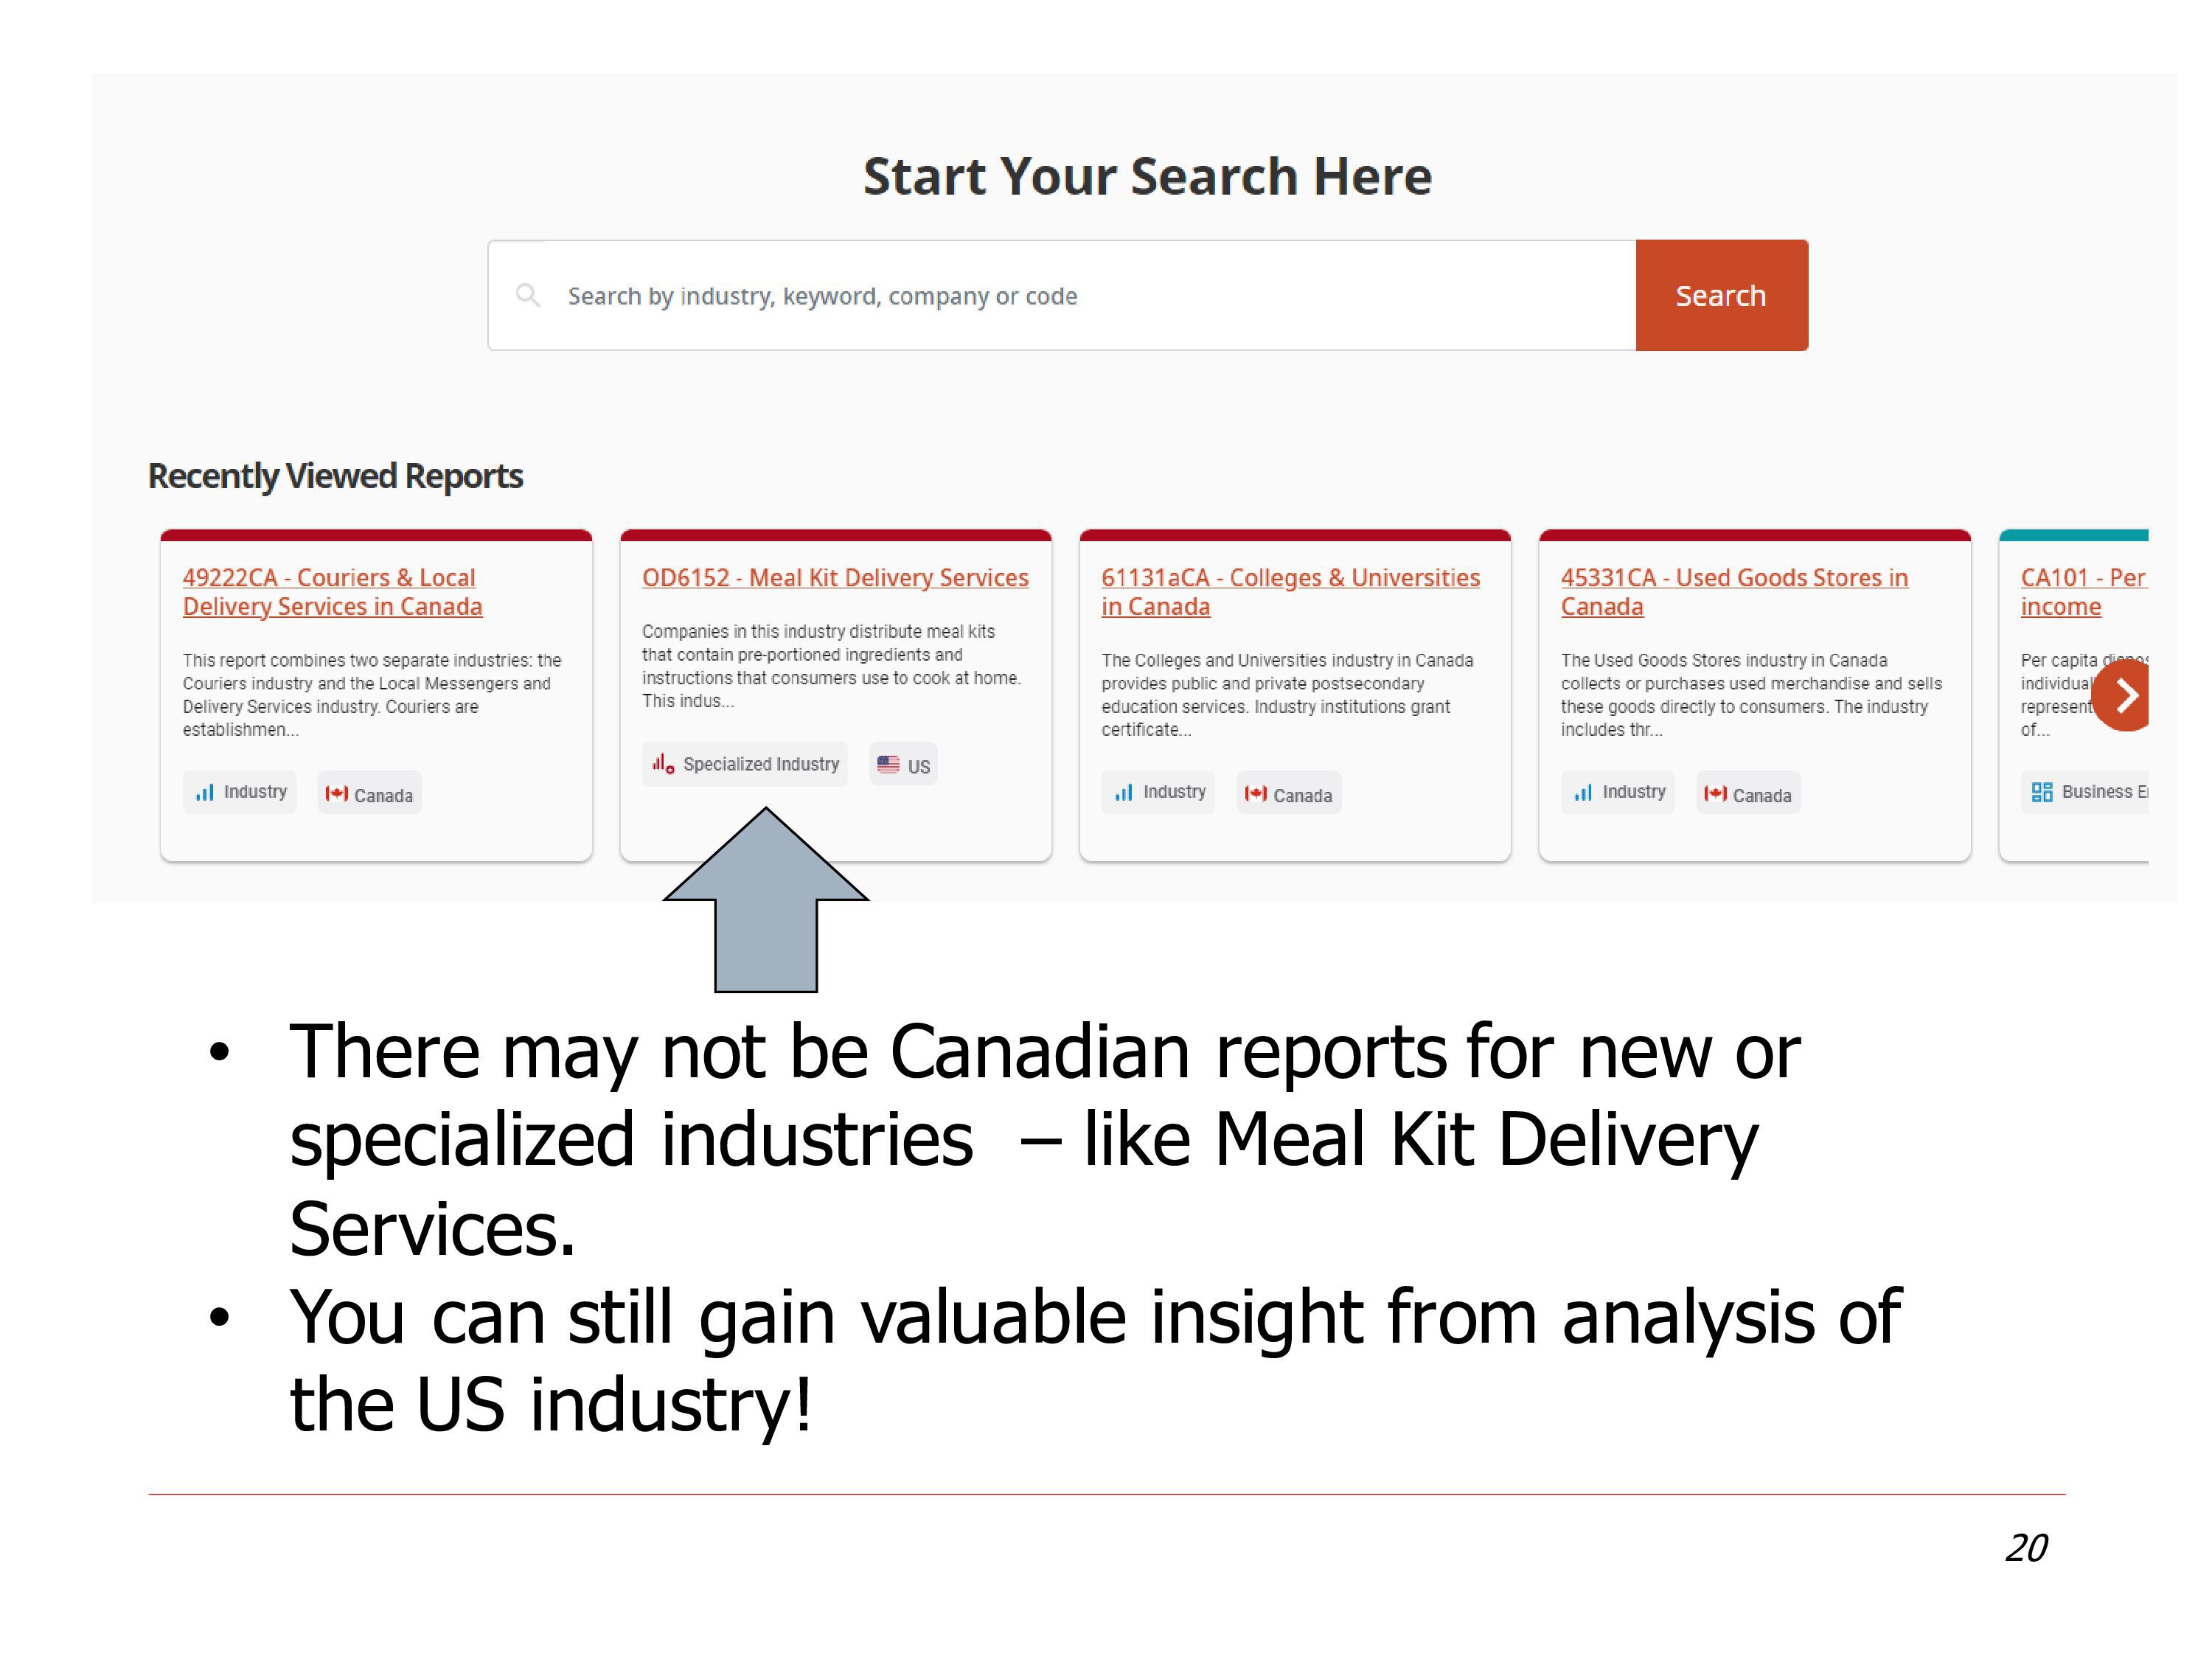 Start Your Search Here
Search by industry, keyword, company or code
Search
Recently Viewed Reports
49222CA - Couriers & Local
Delivery Services in Canada
This report combines two separate industries: the
Couriers industry and the Local Messengers and
Delivery Services industry. Couriers are
establishmen...
Industry
Canada
OD6152 - Meal Kit Delivery Services
Companies in this industry distribute meal kits
that contain pre-portioned ingredients and
instructions that consumers use to cook at home.
This indus...
Specialized Industry
US
61131aCA - Colleges & Universities
in Canada
The Colleges and Universities industry in Canada
provides public and private postsecondary
education services. Industry institutions grant
certificate...
Industry
Canada
45331CA - Used Goods Stores in
Canada
The Used Goods Stores industry in Canada
collects or purchases used merchandise and sells
these goods directly to consumers. The industry
includes thr...
Industry
Canada
CA101 - Per
income
Per capita
individual
represent
of...
Business
• There may not be Canadian reports for new or
specialized industries – like Meal Kit Delivery
Services.
• You can still gain valuable insight from analysis of
the US industry!
20